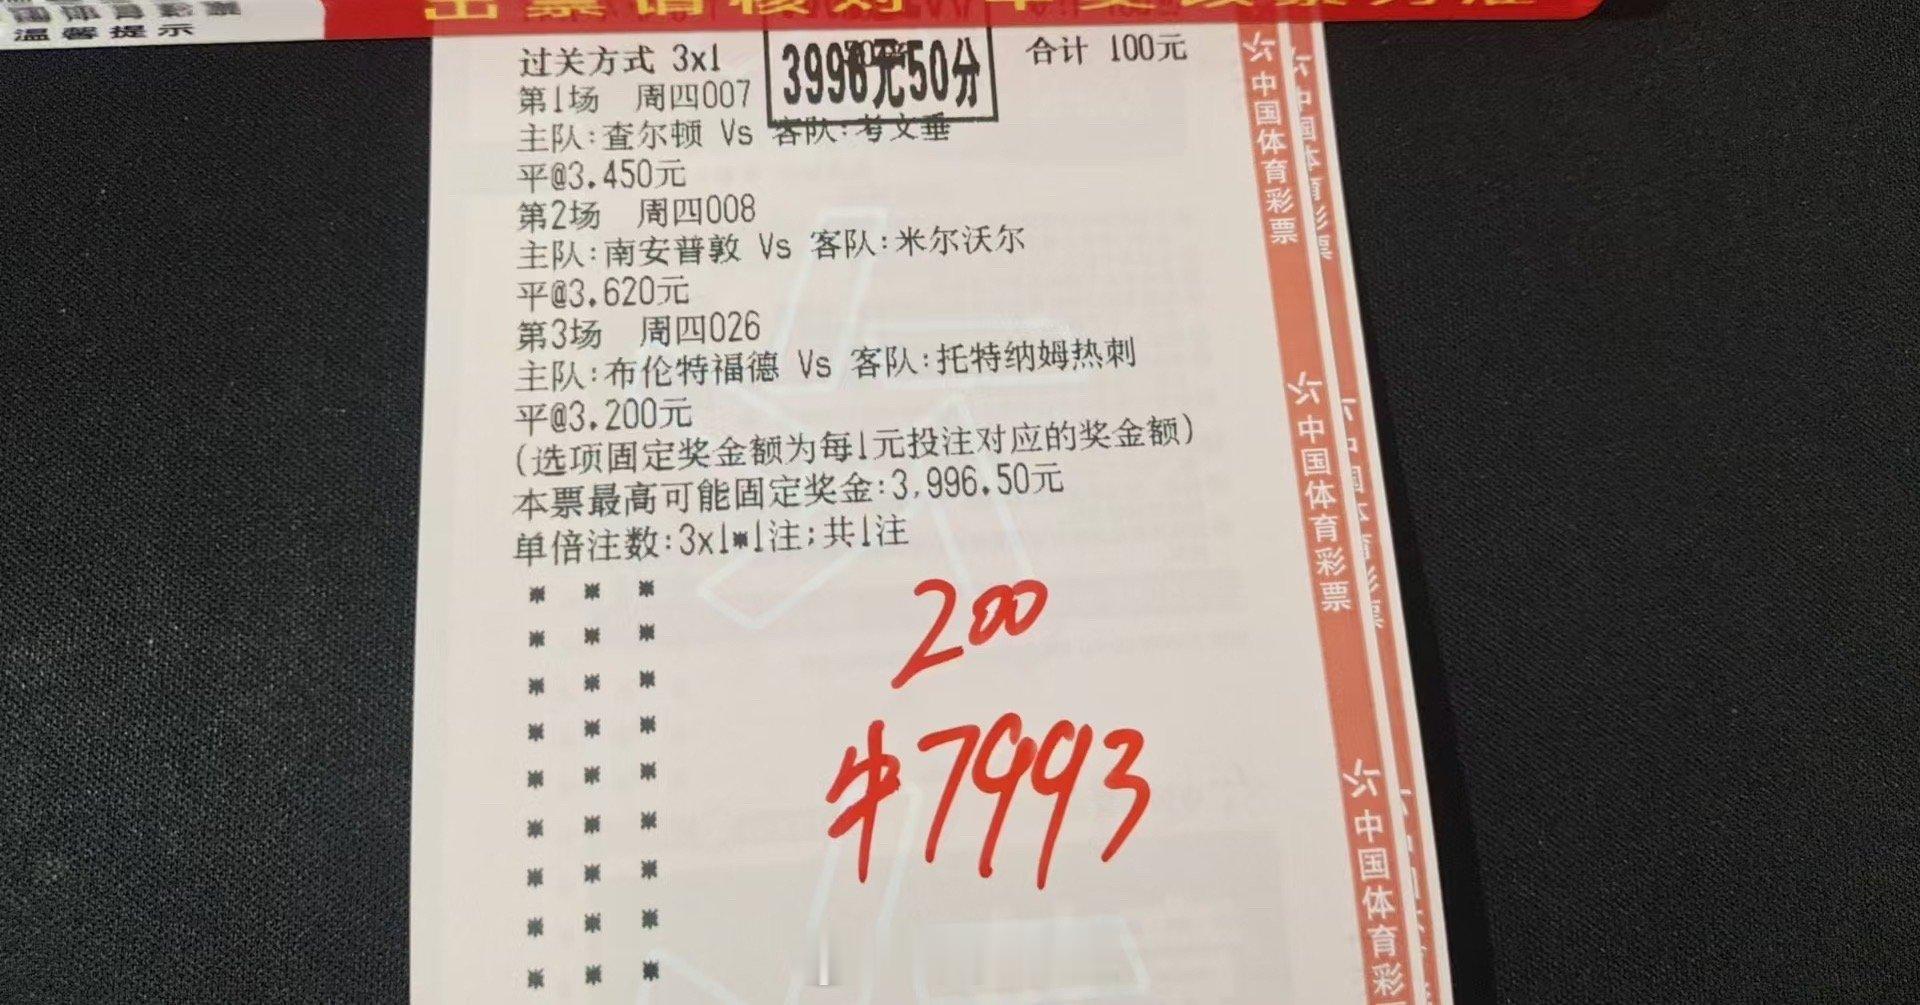 温馨提示
出票请核对
过关方式 3x1
3996元50分
合计 100元
第1场 周四007
主队:查尔顿 Vs 客队:考文垂
平@3.450元
第2场 周四008
主队:南安普敦 Vs 客队:米尔沃尔
平@3.620元
第3场 周四026
主队:布伦特福德 Vs 客队:托特纳姆热刺
平@3.200元
(选项固定奖金额为每1元投注对应的奖金额)
本票最高可能固定奖金:3,996.50元
单倍注数:3x1*1注;共1注
200
中7993
中国体育彩票
中国体育彩票
中国体育彩